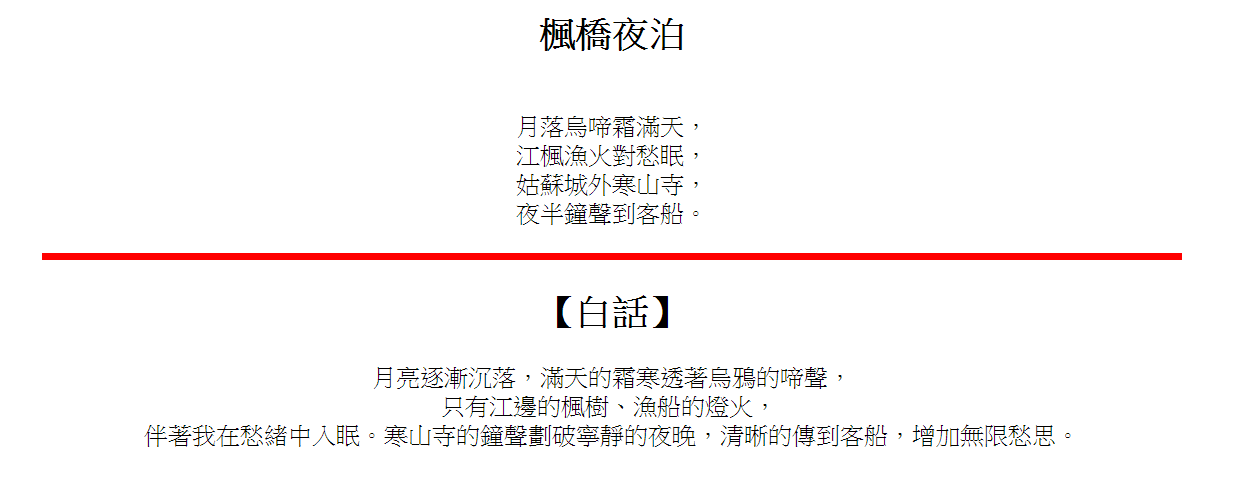 楓橋夜泊
月落烏啼霜滿天，
江楓漁火對愁眠，
姑蘇城外寒山寺，
夜半鐘聲到客船。
【白話】
月亮逐漸沉落，滿天的霜寒透著烏鴉的啼聲，
只有江邊的楓樹、漁船的燈火，
伴著我在愁緒中入眠。寒山寺的鐘聲劃破寧靜的夜晚，清晰的傳到客船，增加無限愁思。